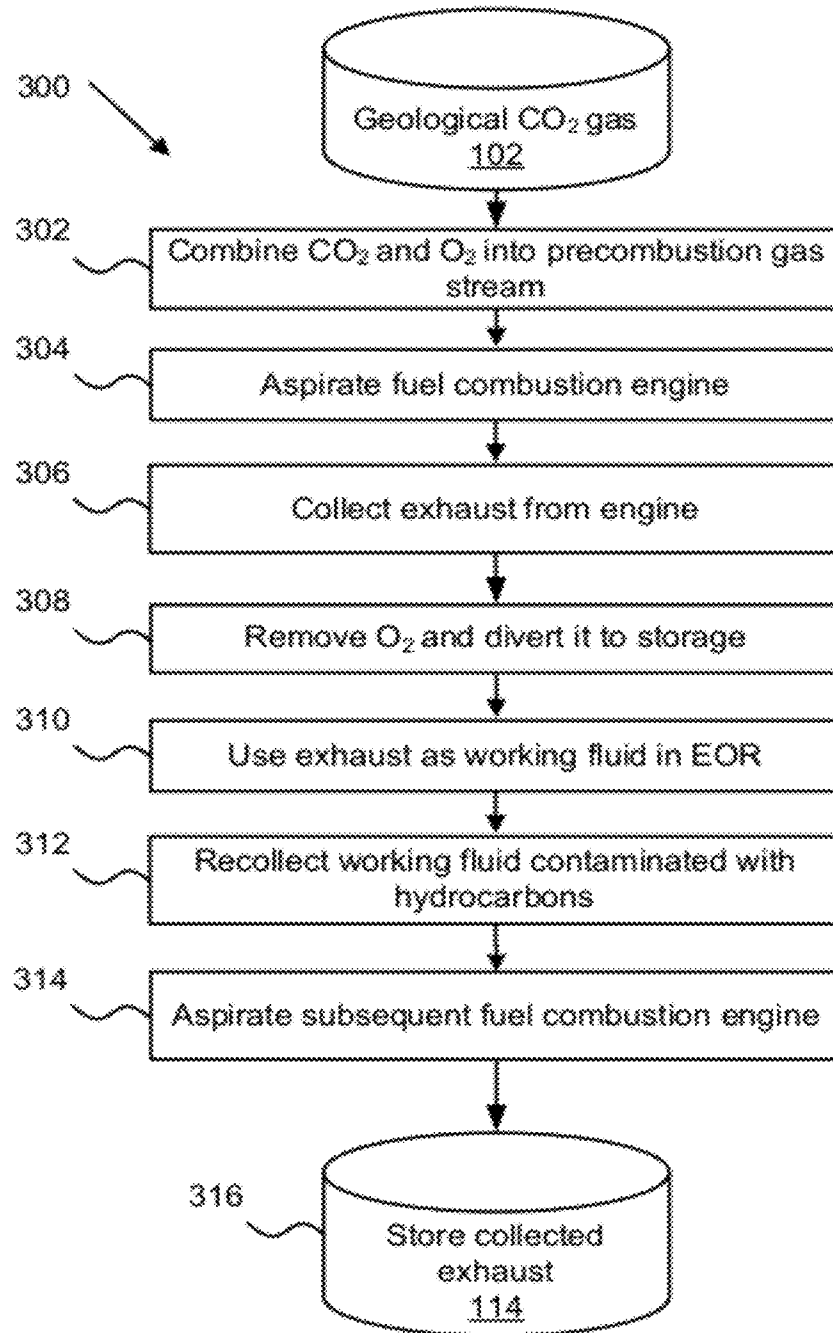 300
Geological CO₂ gas
102
302
Combine CO₂ and O₂ into precombustion gas
stream
304
Aspirate fuel combustion engine
306
Collect exhaust from engine
308
Remove O₂ and divert it to storage
310
Use exhaust as working fluid in EOR
312
Recollect working fluid contaminated with
hydrocarbons
314
Aspirate subsequent fuel combustion engine
316
Store collected
exhaust
114